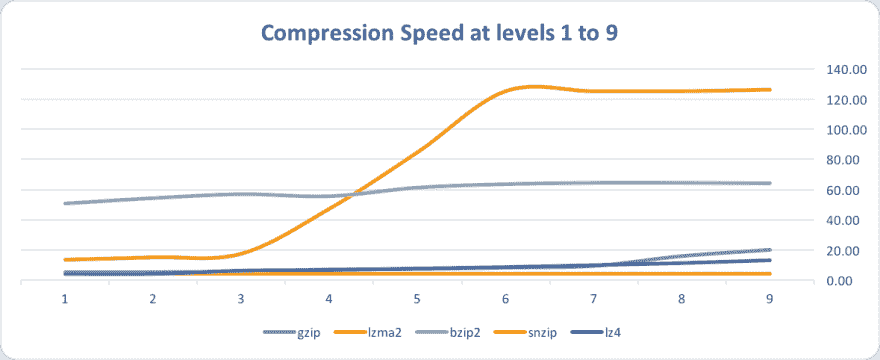 Compression Speed at levels 1 to 9
140.00
120.00
100.00
80.00
60.00
40.00
20.00
0.00
1 2 3 4 5 6 7 8 9
gzip lzma2 bzip2 snzip lz4